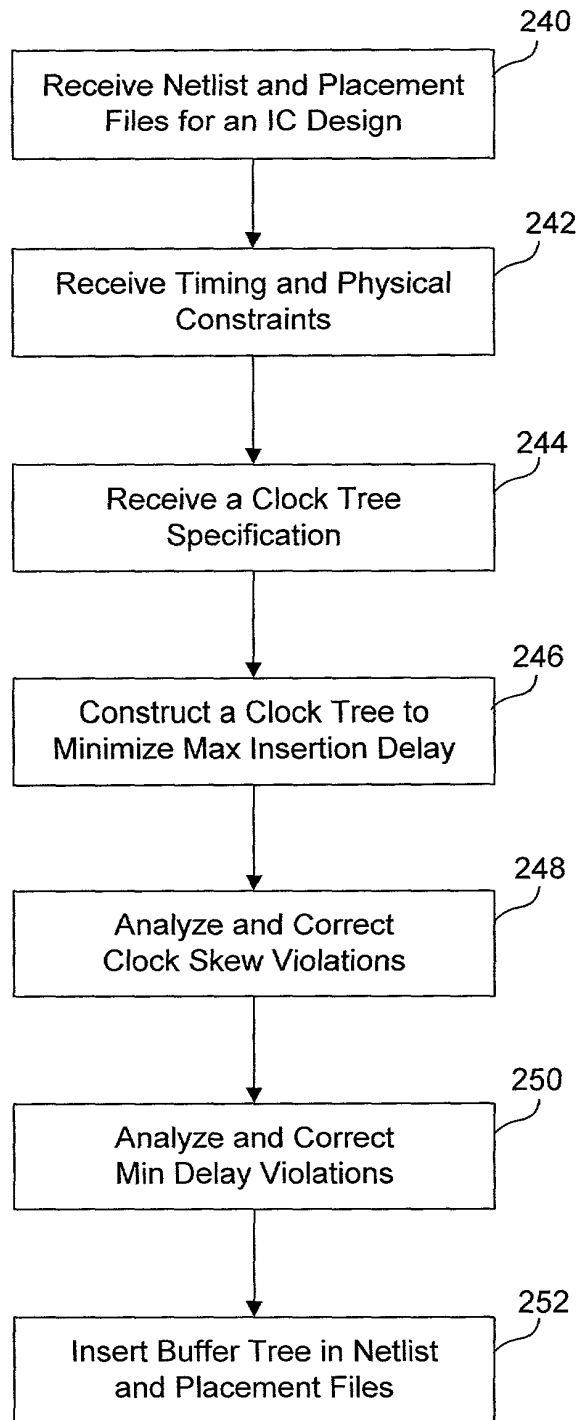 240
Receive Netlist and Placement
Files for an IC Design
242
Receive Timing and Physical
Constraints
244
Receive a Clock Tree
Specification
246
Construct a Clock Tree to
Minimize Max Insertion Delay
248
Analyze and Correct
Clock Skew Violations
250
Analyze and Correct
Min Delay Violations
252
Insert Buffer Tree in Netlist
and Placement Files